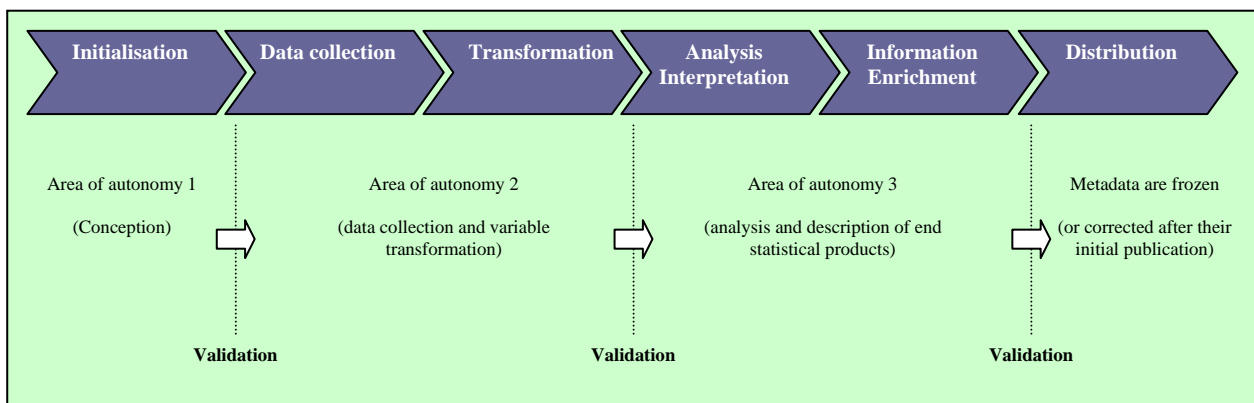 Initialisation
Data collection
Transformation
Analysis
Interpretation
Information
Enrichment
Distribution
Area of autonomy 1
(Conception)
Area of autonomy 2
(data collection and variable
transformation)
Area of autonomy 3
(analysis and description of end
statistical products)
Metadata are frozen
(or corrected after their
initial publication)
Validation
Validation
Validation